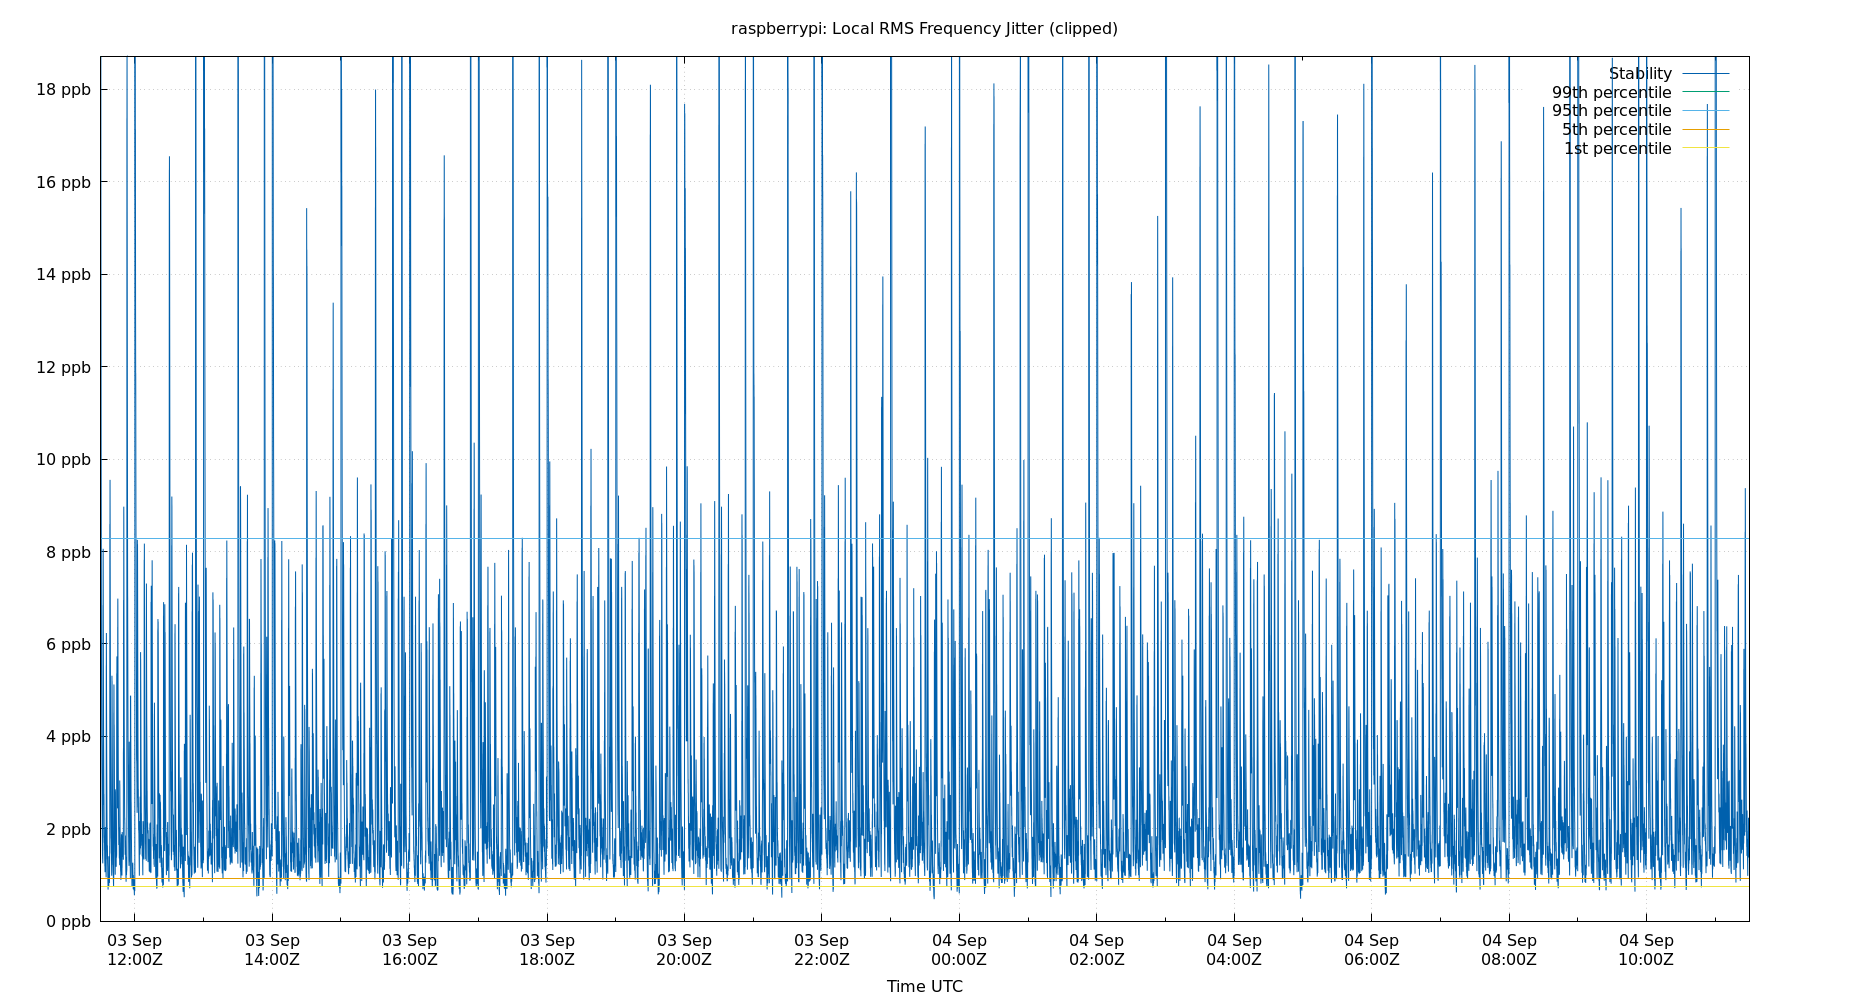 raspberrypi: Local RMS Frequency Jitter (clipped)
18 ppb
16 ppb
14 ppb
12 ppb
10 ppb
8 ppb
6 ppb
4 ppb
2 ppb
0 ppb
Stability
99th percentile
95th percentile
5th percentile
1st percentile
03 Sep
12:00Z
03 Sep
14:00Z
03 Sep
16:00Z
03 Sep
18:00Z
03 Sep
20:00Z
03 Sep
22:00Z
04 Sep
00:00Z
04 Sep
02:00Z
04 Sep
04:00Z
04 Sep
06:00Z
04 Sep
08:00Z
04 Sep
10:00Z
Time UTC